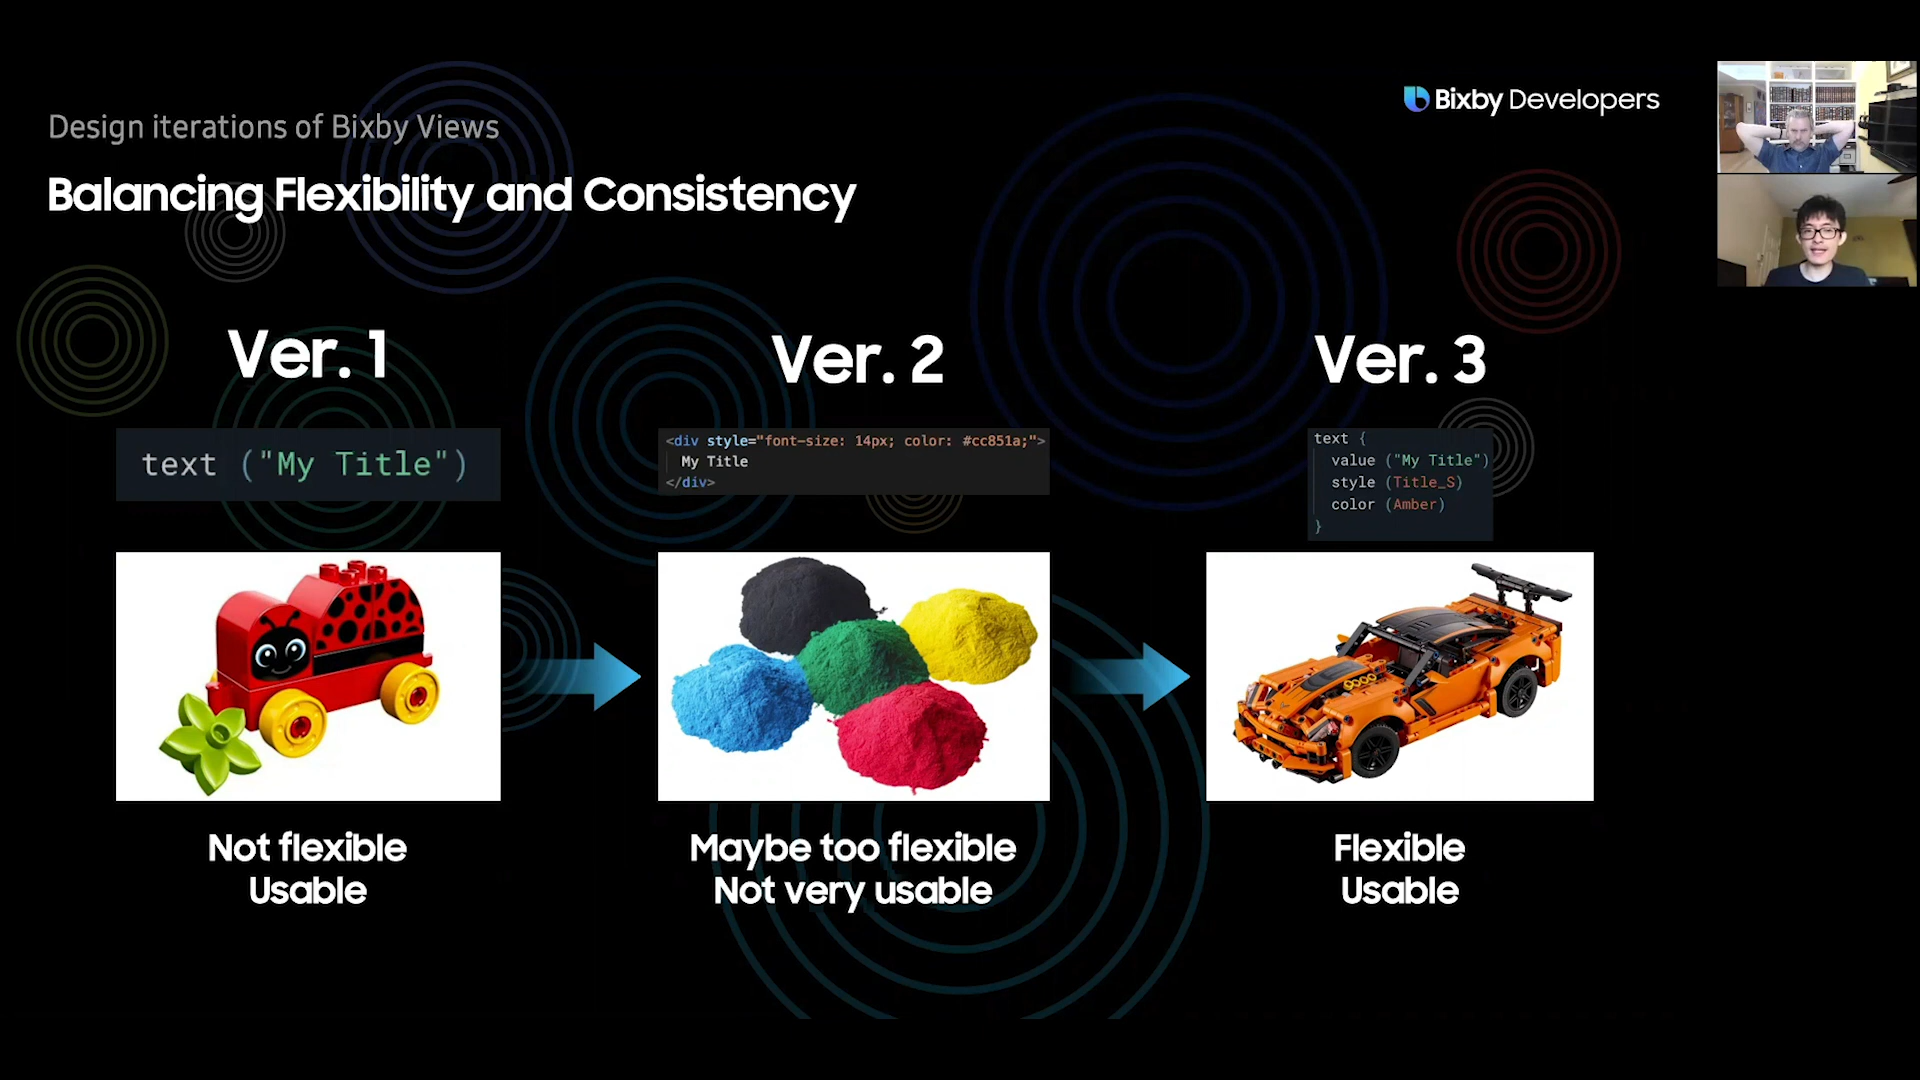 Design iterations of Bixby Views
Bixby Developers
Balancing Flexibility and Consistency
Ver. 1
text ("My Title")
Not flexible
Usable
Ver. 2
<div style="font-size: 14px; color: #cc851a;">
My Title
</div>
Maybe too flexible
Not very usable
Ver. 3
text {
value ("My Title")
style (Title_S)
color (Amber)
}
Flexible
Usable